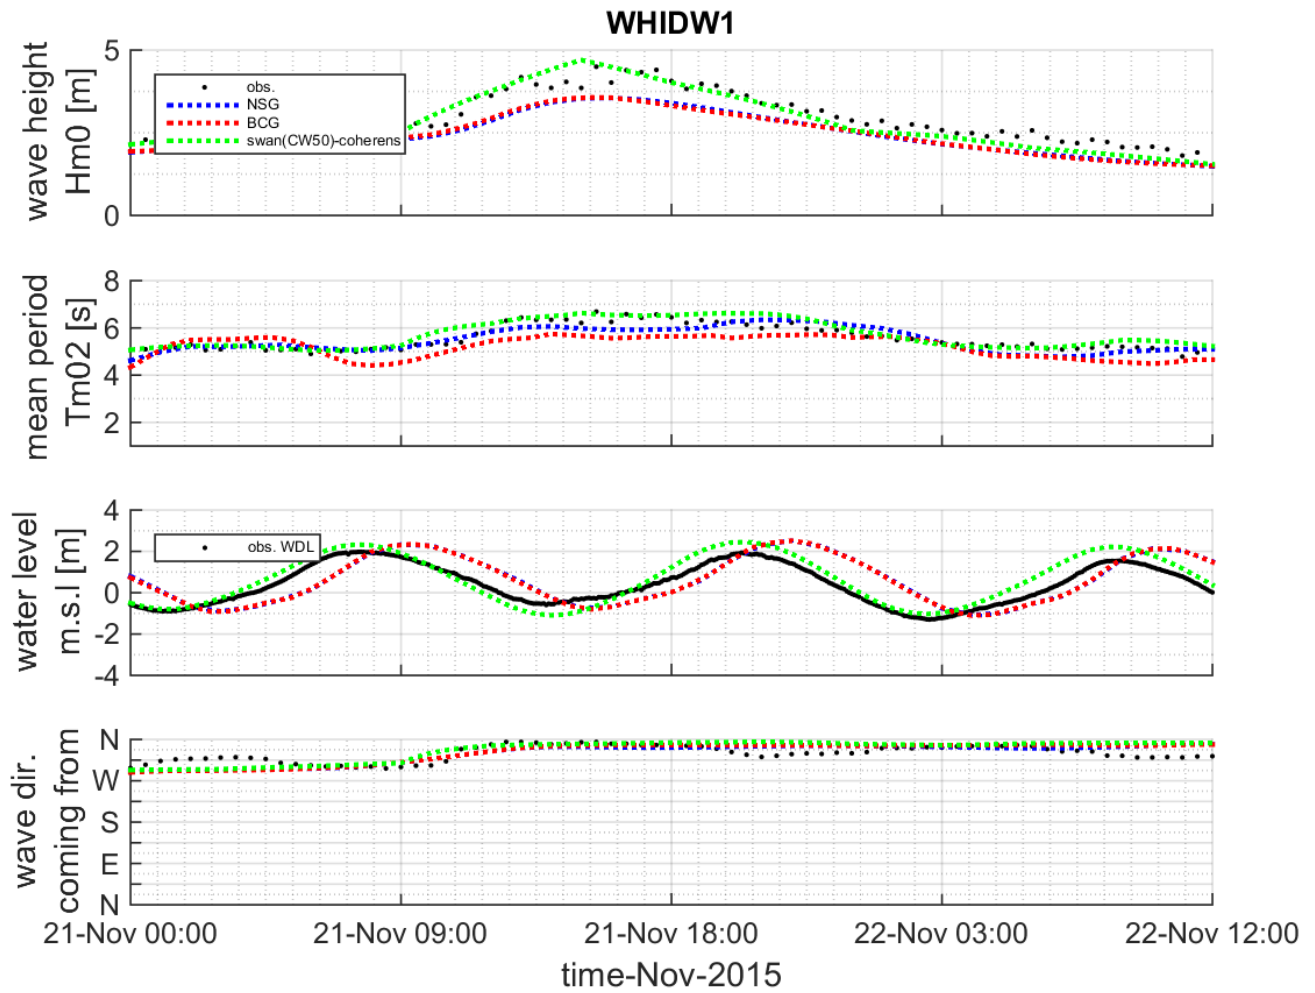 WHIDW1
wave height
Hm0 [m]
5
0
obs.
NSG
BCG
swan(CW50)-coherens
mean period
Tm02 [s]
8
6
4
2
water level
m.s.l [m]
4
2
0
-2
-4
obs. WDL
wave dir.
coming from
N
W
S
E
N
21-Nov 00:00
21-Nov 09:00
21-Nov 18:00
22-Nov 03:00
22-Nov 12:00
time-Nov-2015